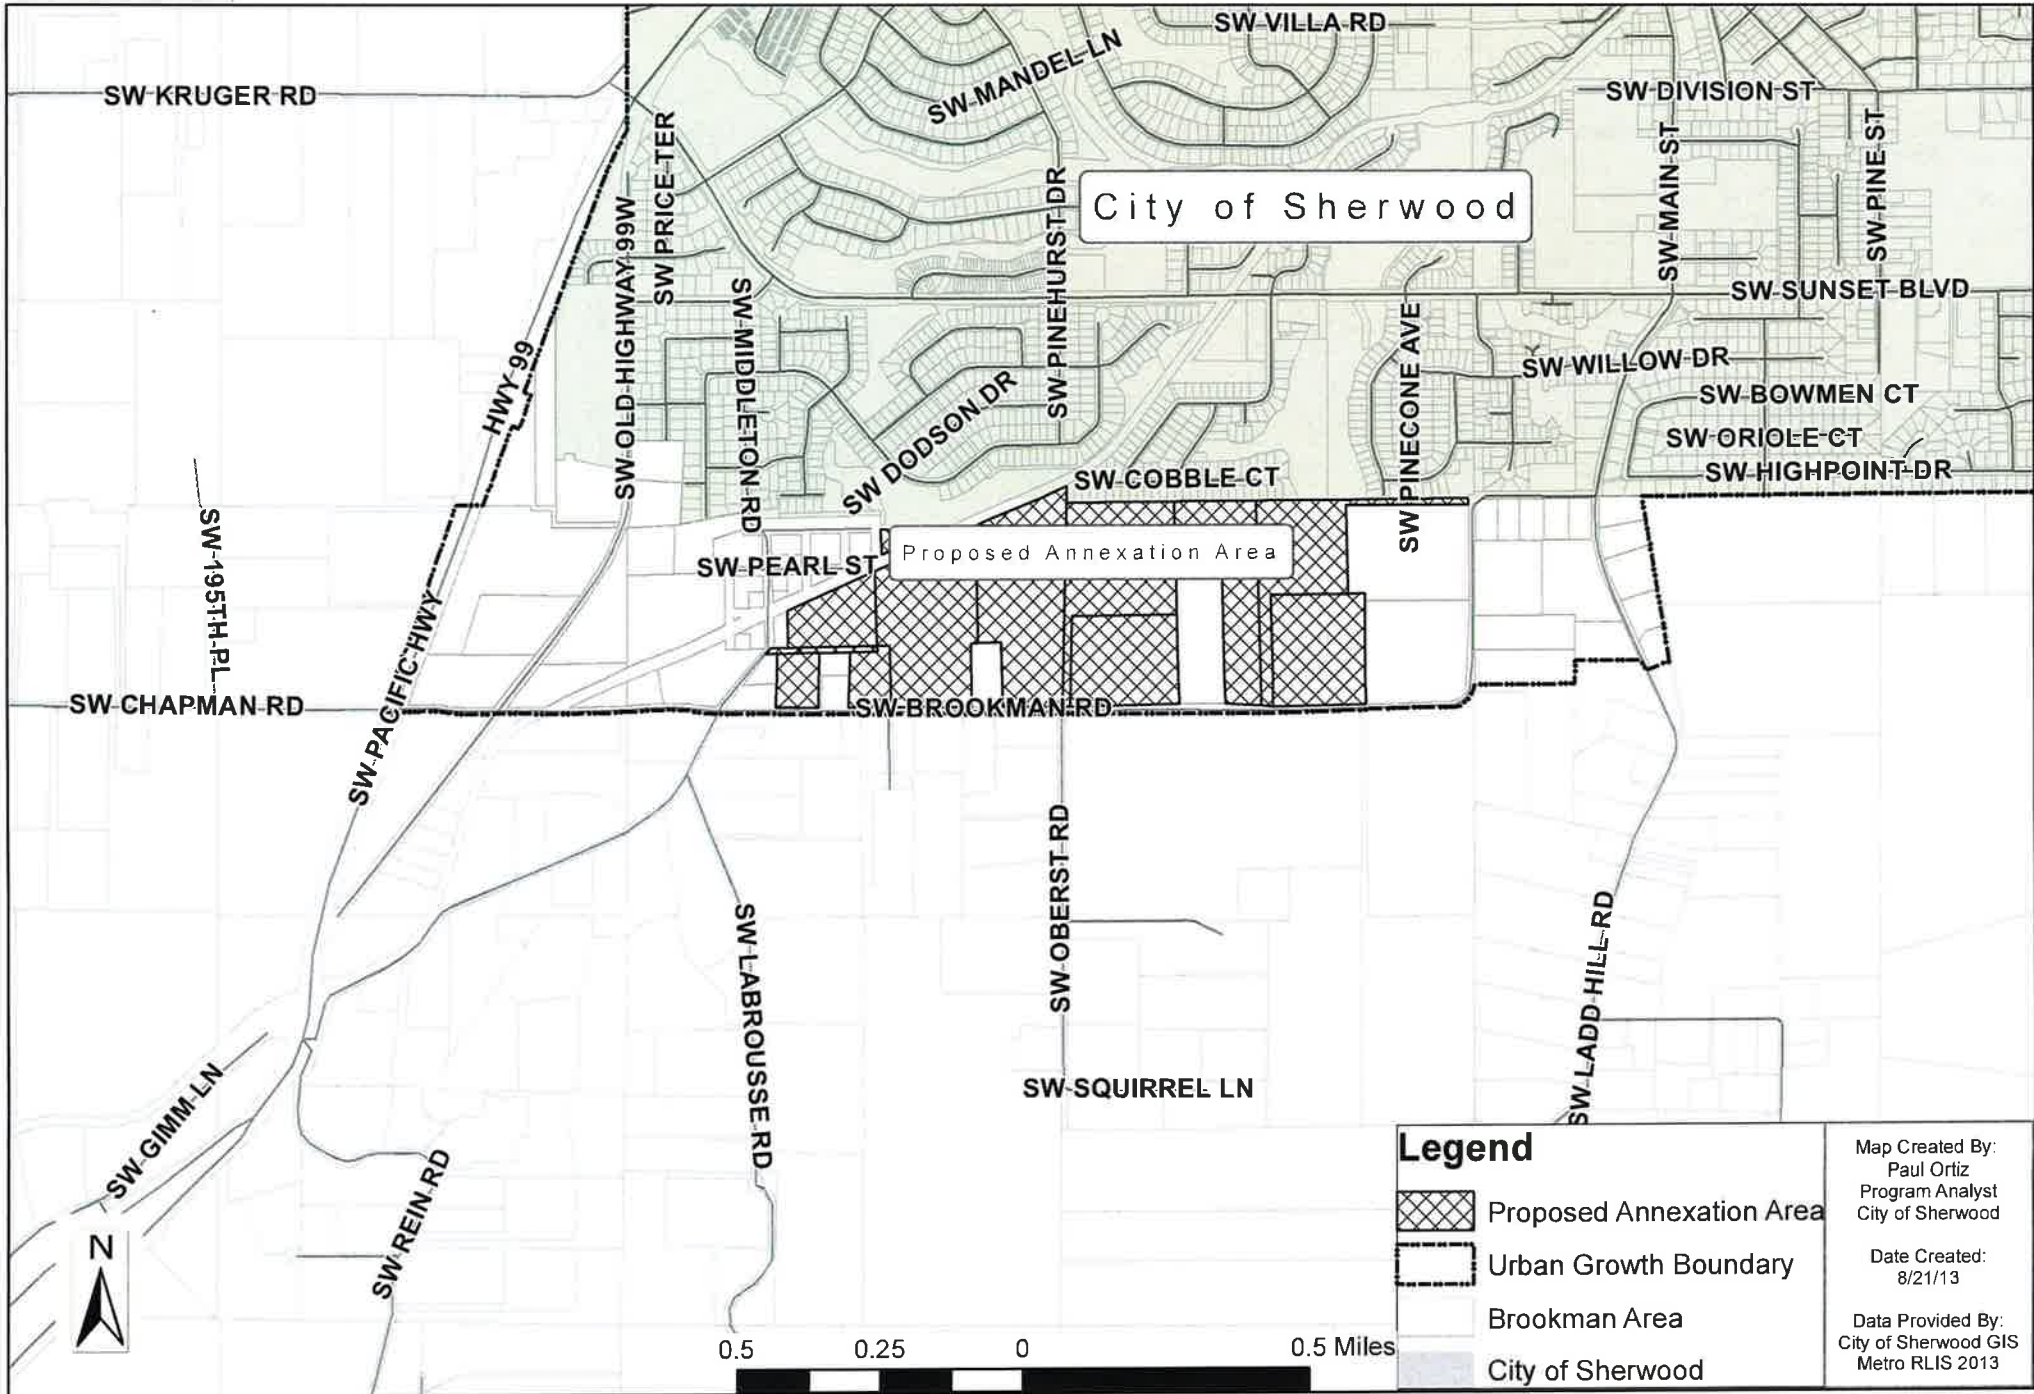 SW VILLA RD
SW MANDEL LN
SW KRUGER RD
SW DIVISION ST
SW PRICE TER
SW MAIN ST
SW PINE ST
City of Sherwood
SW PINEHURST DR
SW OLD HIGHWAY 99W
SW MIDDLETON RD
SW SUNSET BLVD
HWY 99
SW PINECONE AVE
SW WILLOW DR
SW DODSON DR
SW BOWMEN CT
SW ORIOLE CT
SW HIGHPOINT DR
SW COBBLE CT
SW 195TH PL
SW PEARL ST
Proposed Annexation Area
SW PACIFIC HWY
SW CHAPMAN RD
SW BROOKMAN RD
SW OBERST RD
SW LABROUSSE RD
SW LADD HILL RD
SW SQUIRREL LN
SW GIMM LN
SW REIN RD
N
0.5 0.25 0 0.5 Miles
Legend
Proposed Annexation Area
Urban Growth Boundary
Brookman Area
City of Sherwood
Map Created By:
Paul Ortiz
Program Analyst
City of Sherwood
Date Created:
8/21/13
Data Provided By:
City of Sherwood GIS
Metro RLIS 2013